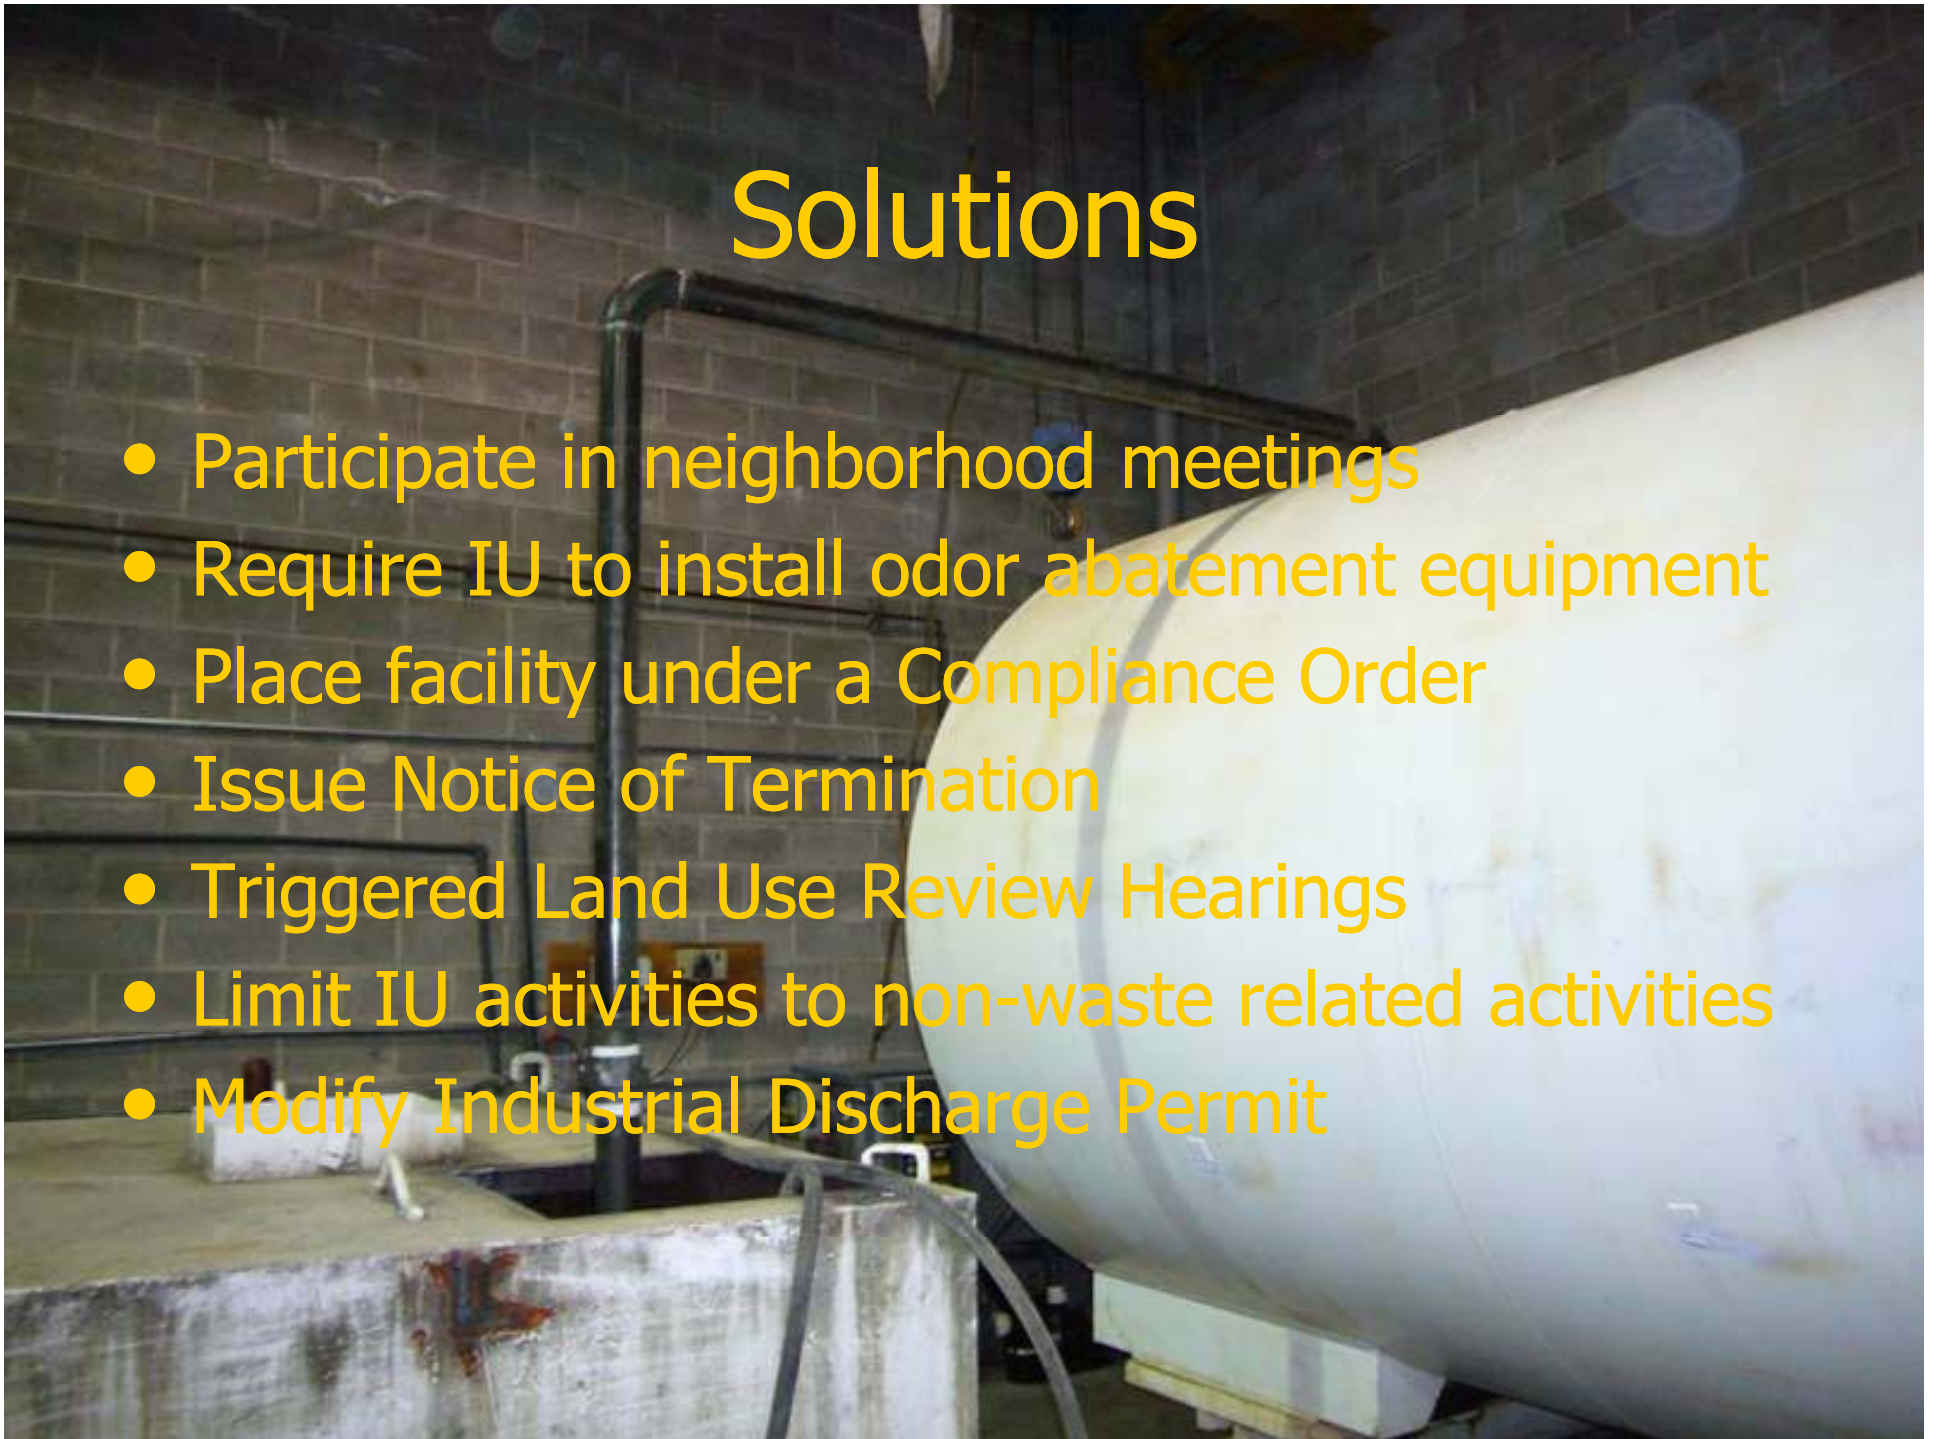 Solutions
• Participate in neighborhood meetings
• Require IU to install odor abatement equipment
• Place facility under a Compliance Order
• Issue Notice of Termination
• Triggered Land Use Review Hearings
• Limit IU activities to non-waste related activities
• Modify Industrial Discharge Permit